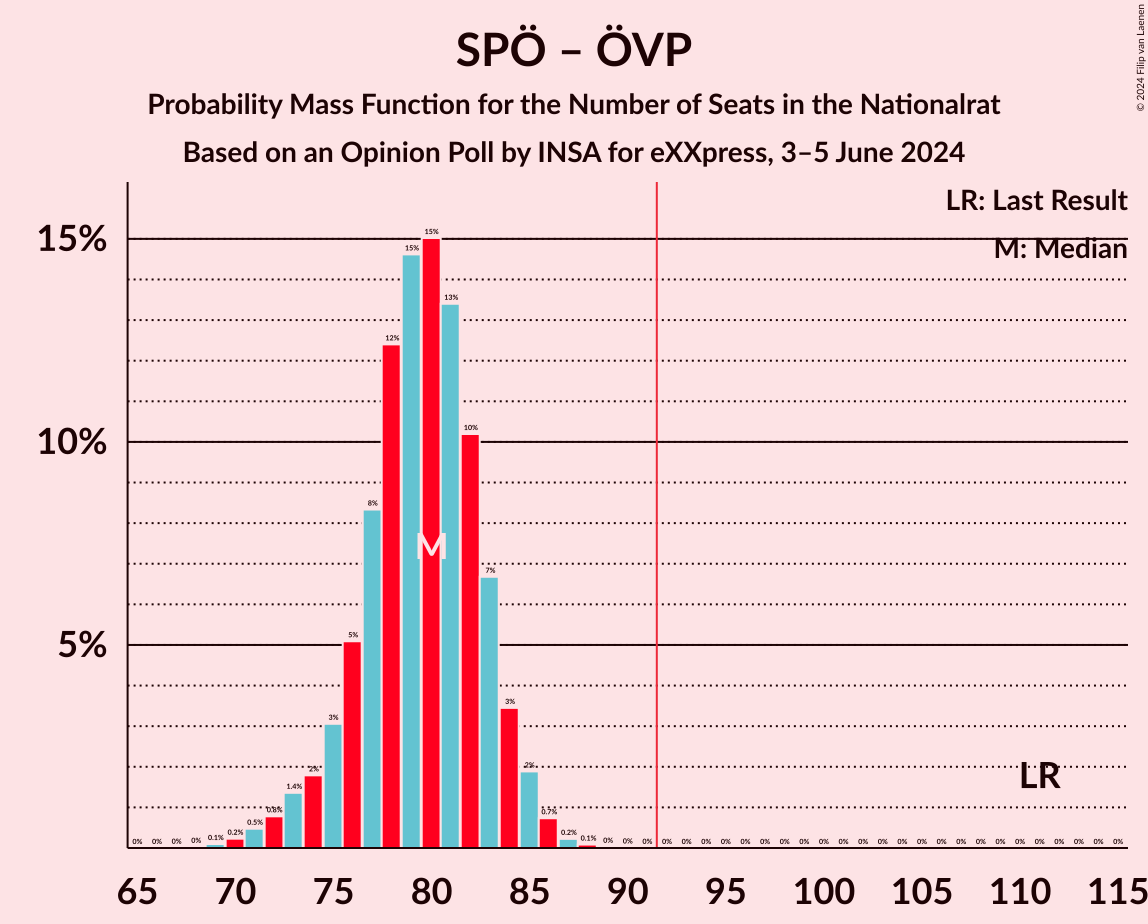 SPÖ – ÖVP
Probability Mass Function for the Number of Seats in the Nationalrat
Based on an Opinion Poll by INSA for eXXpress, 3–5 June 2024
© 2024 Filip van Laenen
LR: Last Result
M: Median
15%
10%
5%
0% 0% 0% 0% 0.1% 0.2% 0.5% 0.8% 1.4% 2% 3% 5% 8% 12% 15% 15% 13% 10% 7% 3% 2% 0.7% 0.2% 0.1% 0% 0% 0% 0% 0% 0% 0% 0% 0% 0% 0% 0% 0% 0% 0% 0% 0% 0% 0% 0% 0% 0% 0% 0% 0% 0% 0%
M
LR
65 70 75 80 85 90 95 100 105 110 115